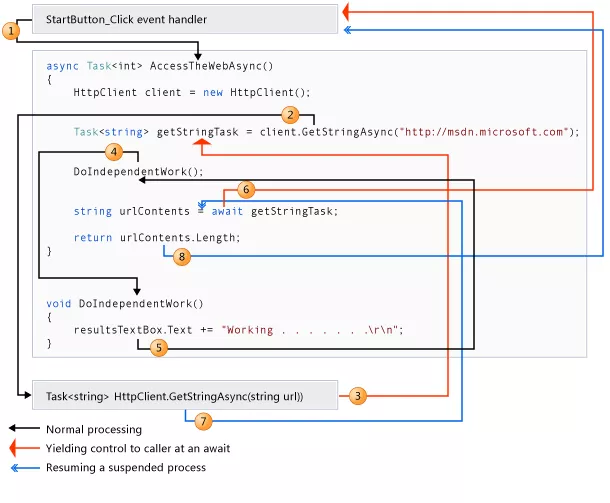 StartButton_Click event handler
1
async Task<int> AccessTheWebAsync()
{
HttpClient client = new HttpClient();
2
Task<string> getStringTask = client.GetStringAsync("http://msdn.microsoft.com");
4
DoIndependentWork();
6
string urlContents = await getStringTask;
return urlContents.Length;
}
8
void DoIndependentWork()
{
resultsTextBox.Text += "Working . . . . . . .\r\n";
}
5
Task<string> HttpClient.GetStringAsync(string url))
3
7
Normal processing
Yielding control to caller at an await
Resuming a suspended process